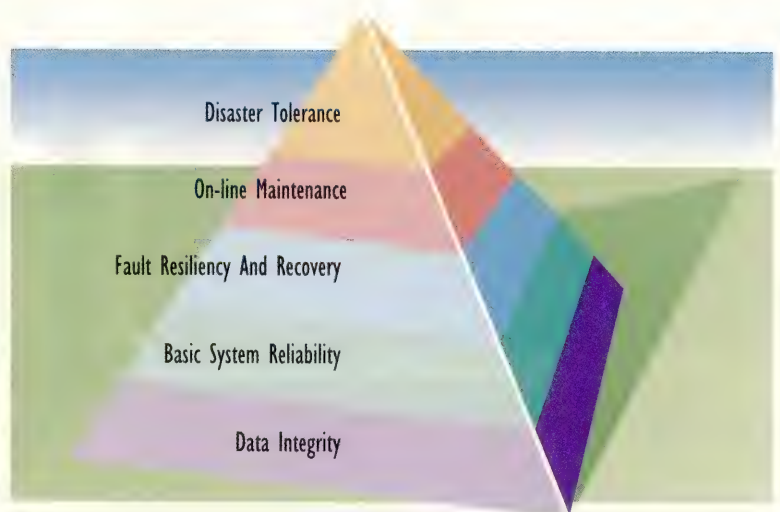 Disaster Tolerance
On-line Maintenance
Fault Resiliency And Recovery
Basic System Reliability
Data Integrity